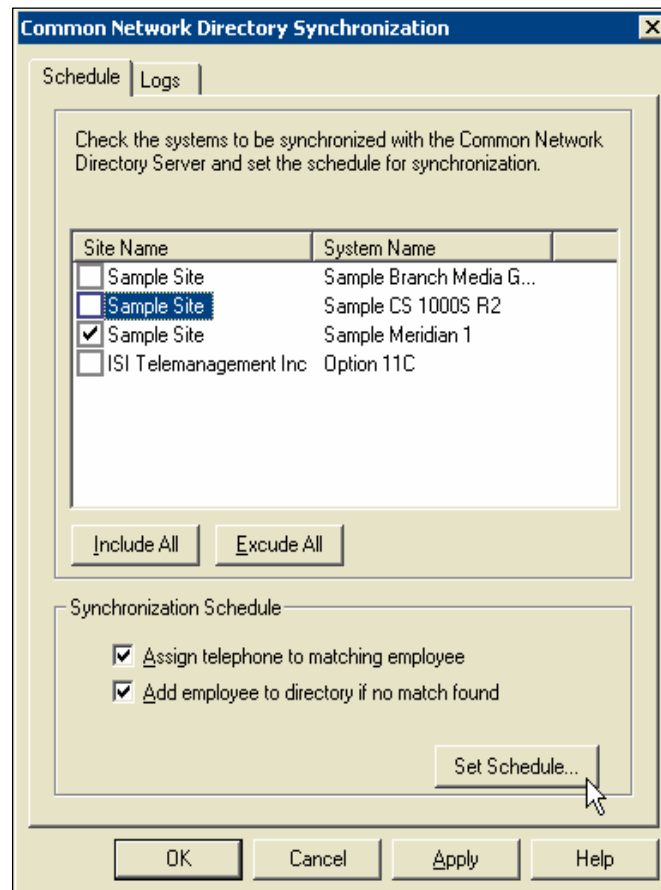 Common Network Directory Synchronization
Schedule
Logs
Check the systems to be synchronized with the Common Network
Directory Server and set the schedule for synchronization.
Site Name System Name
Sample Site Sample Branch Media G...
Sample Site Sample CS 1000S R2
Sample Site Sample Meridian 1
ISI Telemanagement Inc Option 11C
Include All Excude All
Synchronization Schedule
Assign telephone to matching employee
Add employee to directory if no match found
Set Schedule...
OK Cancel Apply Help